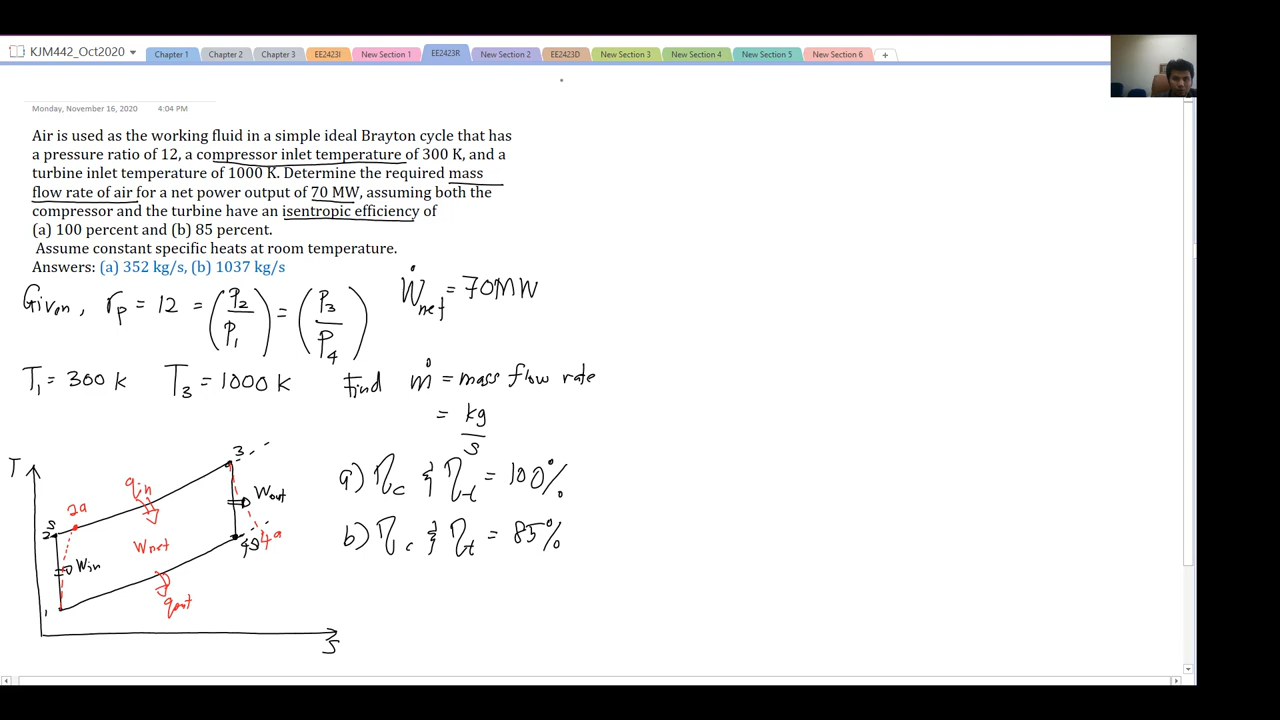 KJM442_Oct2020
Chapter 1 Chapter 2 Chapter 3 EE2423I New Section 1 EE2423R New Section 2 EE2423D New Section 3 New Section 4 New Section 5 New Section 6 +
Monday, November 16, 2020 4:04 PM
Air is used as the working fluid in a simple ideal Brayton cycle that has
a pressure ratio of 12, a compressor inlet temperature of 300 K, and a
turbine inlet temperature of 1000 K. Determine the required mass
flow rate of air for a net power output of 70 MW, assuming both the
compressor and the turbine have an isentropic efficiency of
(a) 100 percent and (b) 85 percent.
Assume constant specific heats at room temperature.
Answers: (a) 352 kg/s, (b) 1037 kg/s
Given, rp = 12 = (P2/P1) = (P3/P4) Ẇnet = 70MW
T1 = 300 K T3 = 1000 K Find ṁ = mass flow rate
= kg/s
a) ηc & ηt = 100%
b) ηc & ηt = 85%
T
3
qin
2a
2s
Wout
Wnet
4s 4a
Win
qout
1
S